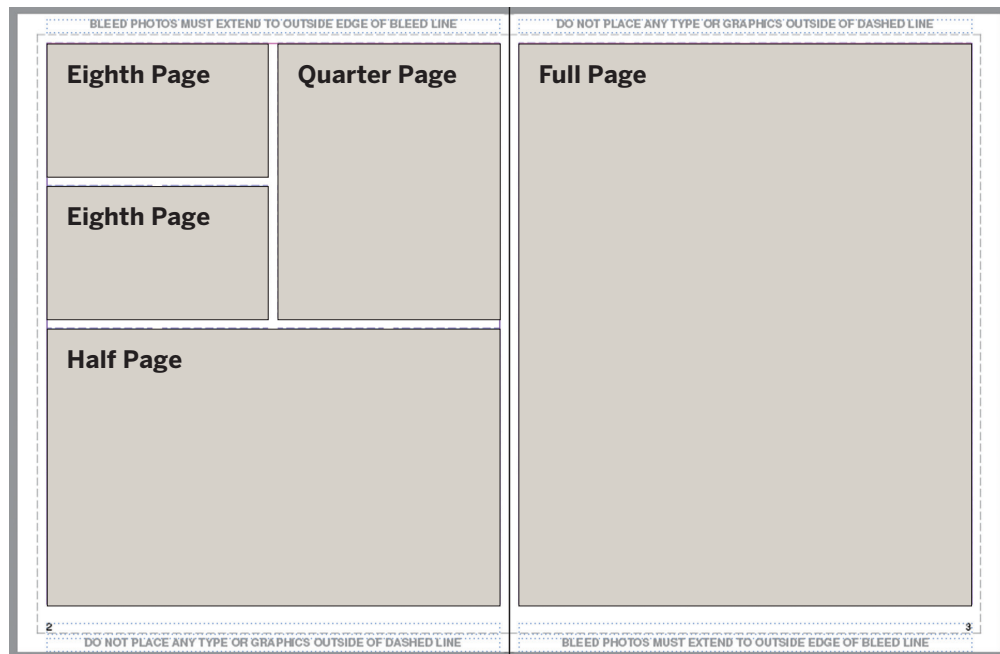 BLEED PHOTOS MUST EXTEND TO OUTSIDE EDGE OF BLEED LINE
DO NOT PLACE ANY TYPE OR GRAPHICS OUTSIDE OF DASHED LINE
Eighth Page
Quarter Page
Full Page
Eighth Page
Half Page
2
3
DO NOT PLACE ANY TYPE OR GRAPHICS OUTSIDE OF DASHED LINE
BLEED PHOTOS MUST EXTEND TO OUTSIDE EDGE OF BLEED LINE